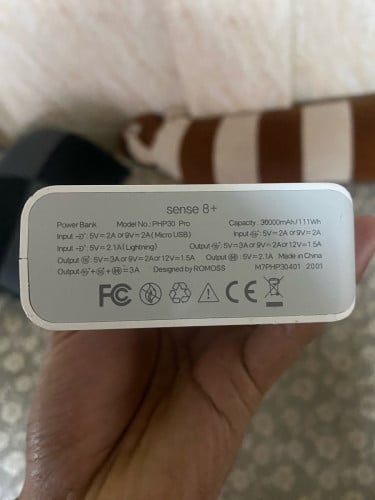 sense 8+
Power Bank Model No.: PHP30 Pro Capacity: 30000mAh/111Wh
Input: 5V=2A or 9V=2A (Micro USB) Input: 5V=2A or 9V=2A
Input: 5V=2.1A (Lightning) Output: 5V=3A or 9V=2A or 12V=1.5A
Output: 5V=3A or 9V=2A or 12V=1.5A Output: 5V=2.1A Made in China
Output + + =3A Designed by ROMOSS M7PHP30401 2001
FC CE